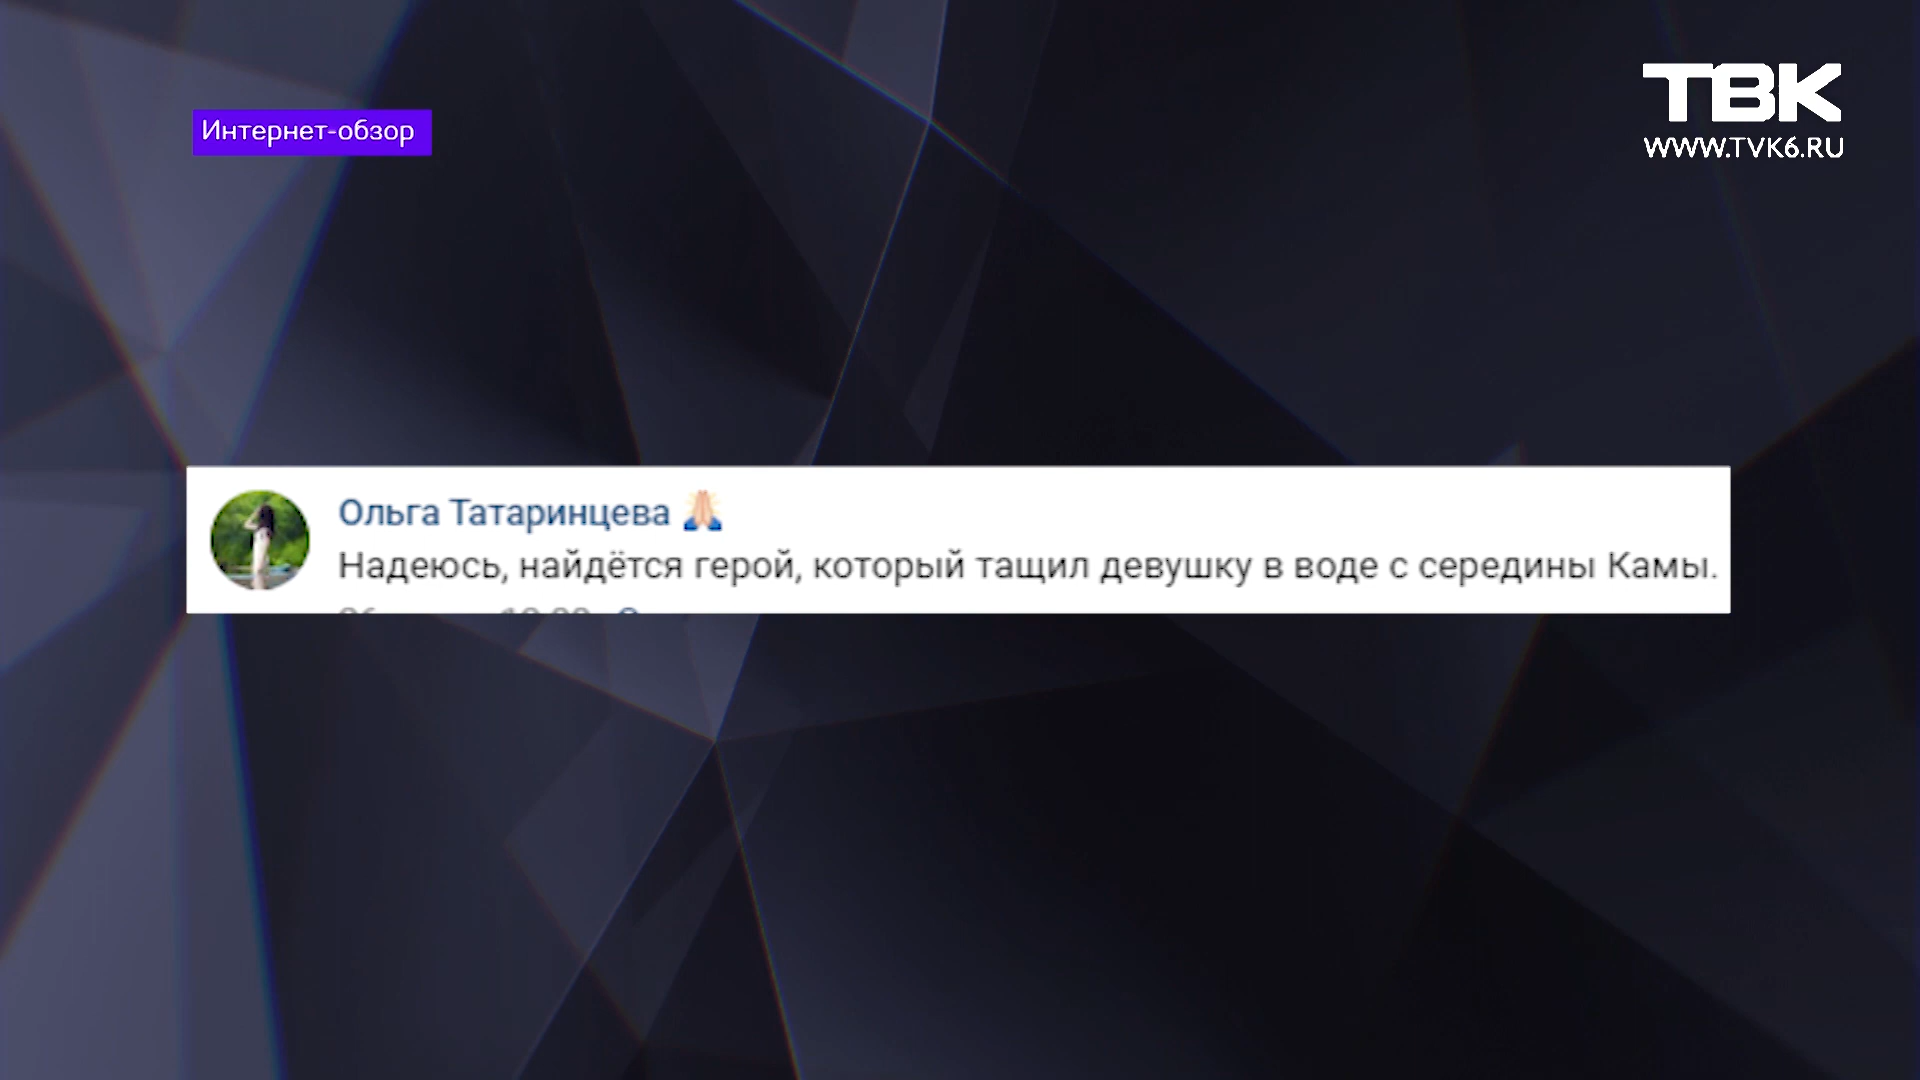 Интернет-обзор
ТВК
WWW.TVK6.RU
Ольга Татаринцева 🙏🏻
Надеюсь, найдётся герой, который тащил девушку в воде с середины Камы.